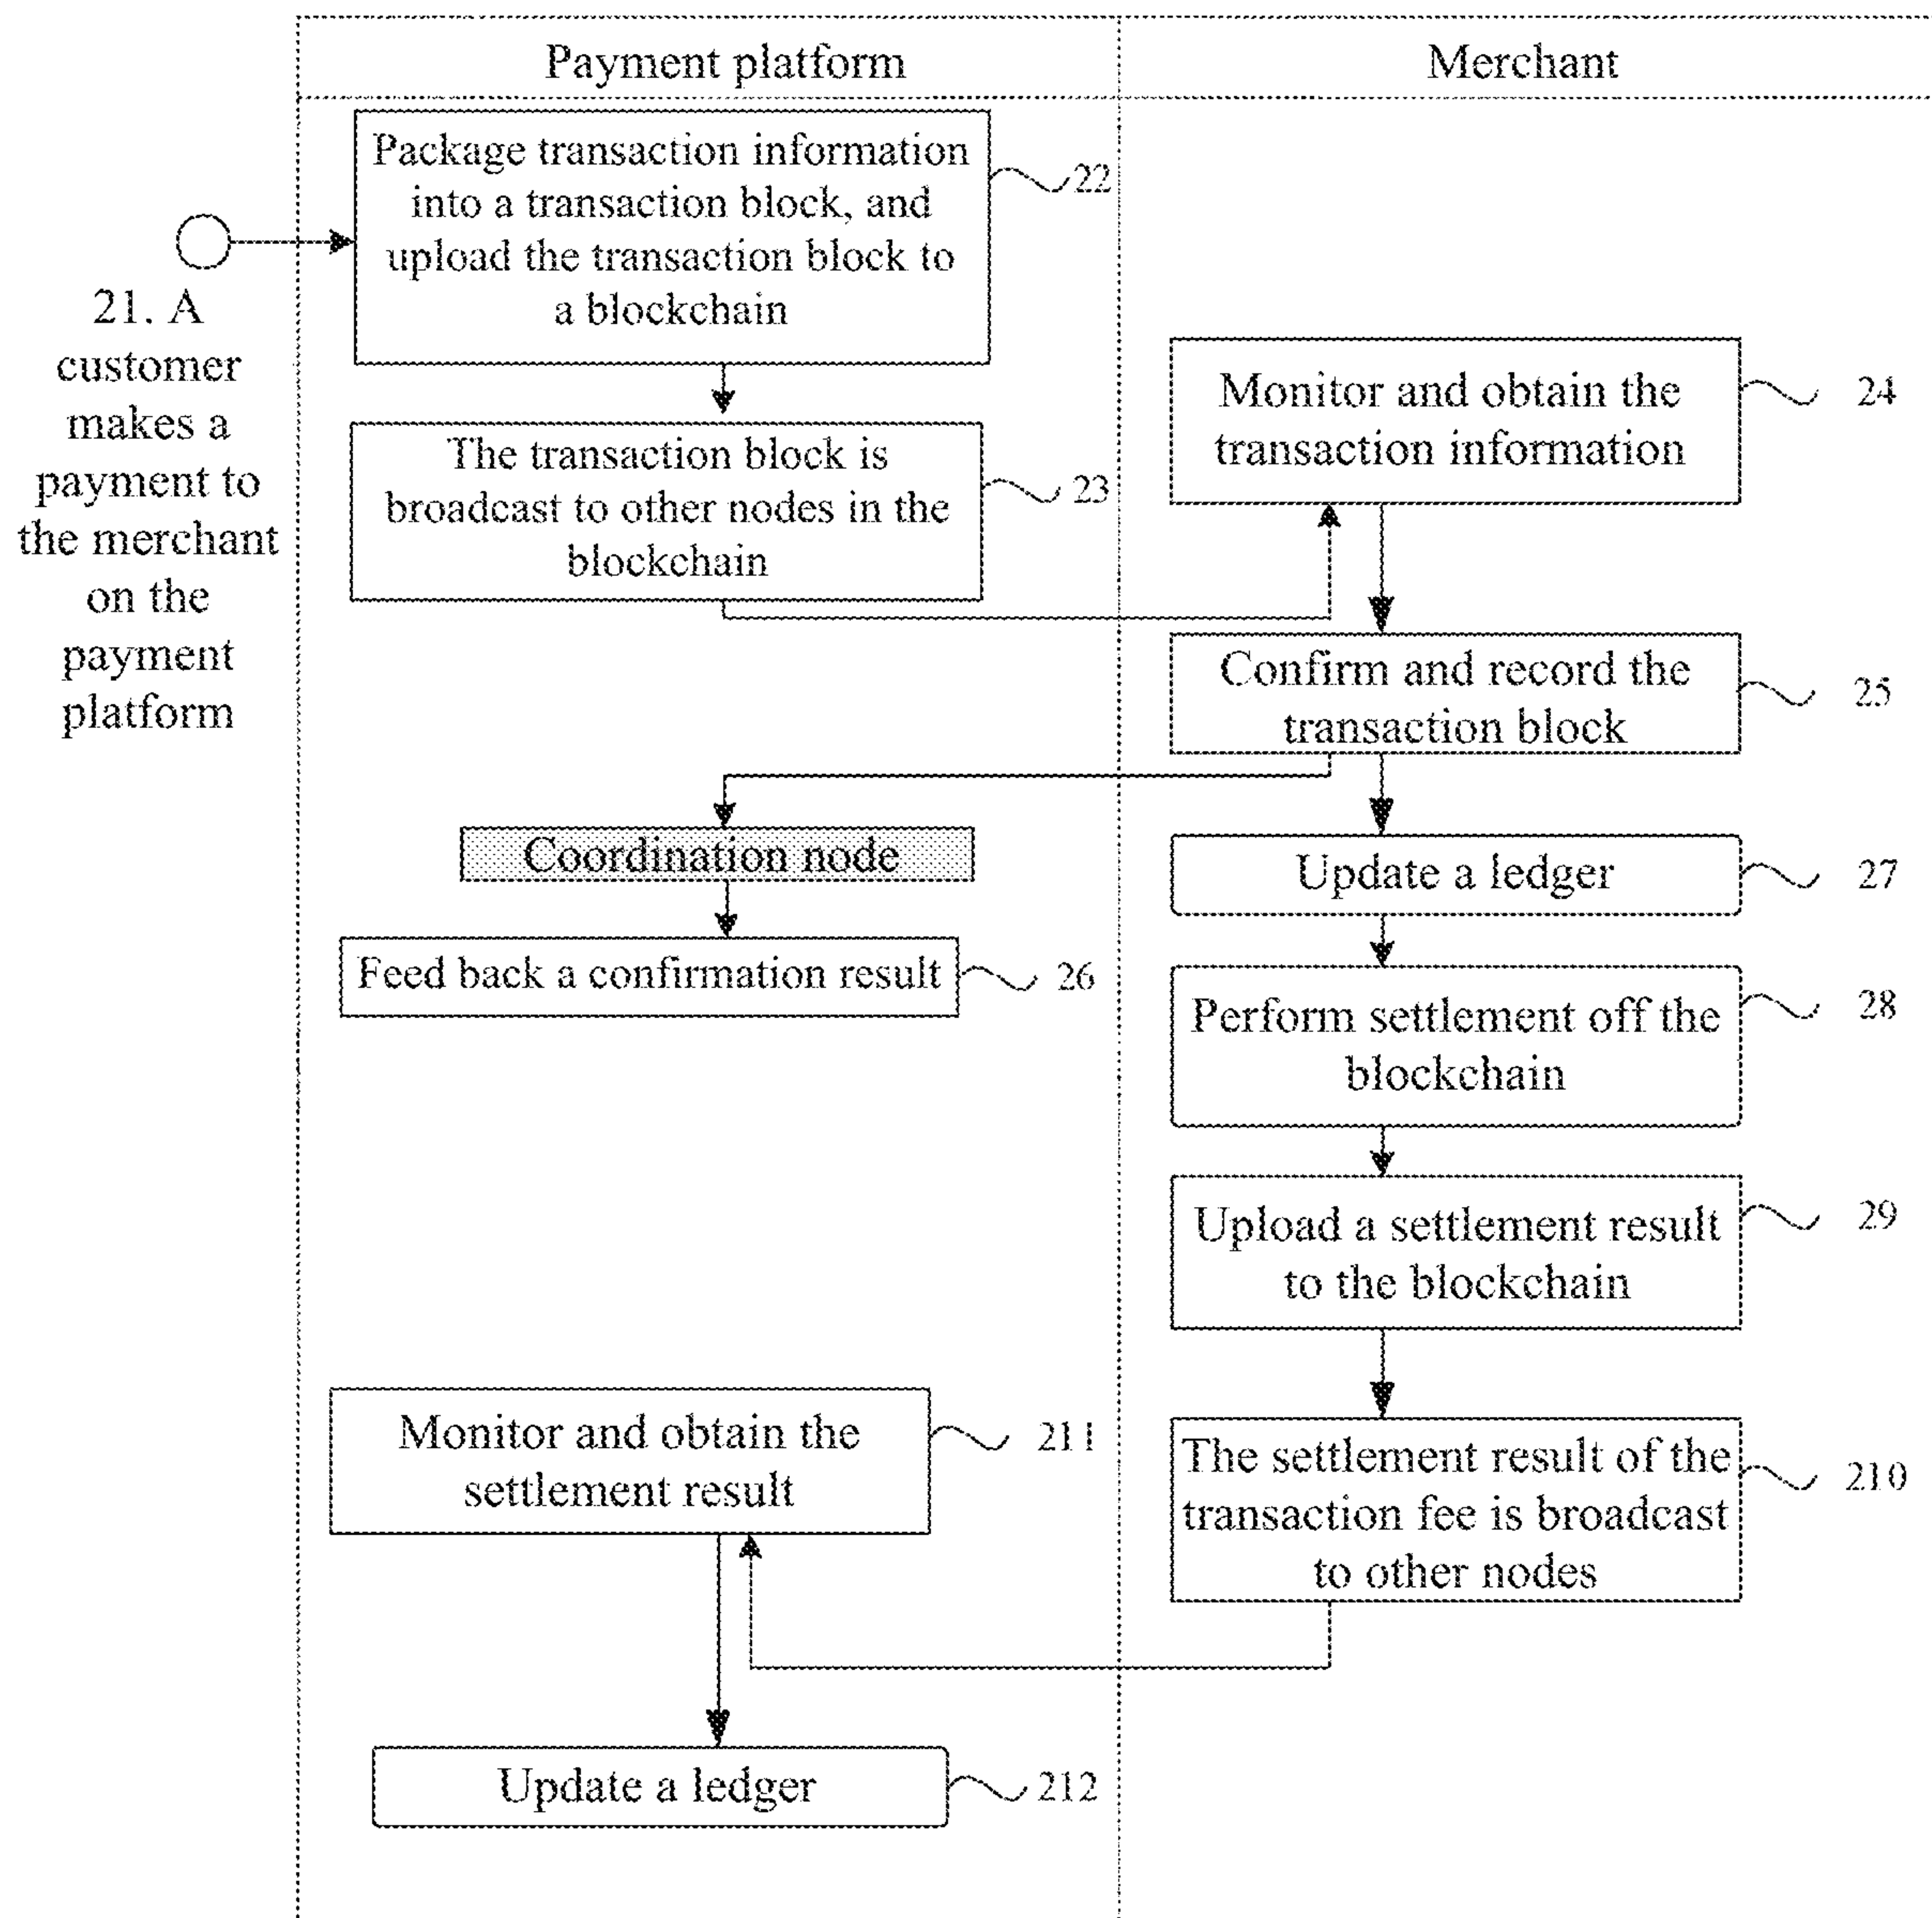 Payment platform
Merchant
Package transaction information
into a transaction block, and
upload the transaction block to
a blockchain
22
21. A
customer
makes a
payment to
the merchant
on the
payment
platform
The transaction block is
broadcast to other nodes in the
blockchain
23
Monitor and obtain the
transaction information
24
Confirm and record the
transaction block
25
Coordination node
Feed back a confirmation result
26
Update a ledger
27
Perform settlement off the
blockchain
28
Upload a settlement result
to the blockchain
29
The settlement result of the
transaction fee is broadcast
to other nodes
210
Monitor and obtain the
settlement result
211
Update a ledger
212